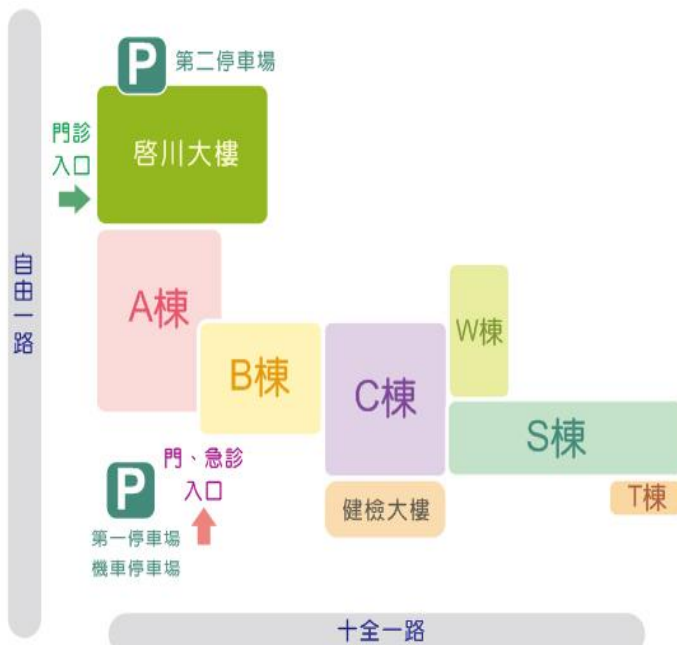 P 第二停車場
門診
入口
啓川大樓
自由一路
A棟
B棟
C棟
W棟
S棟
T棟
門、急診
入口
P
第一停車場
機車停車場
健檢大樓
十全一路